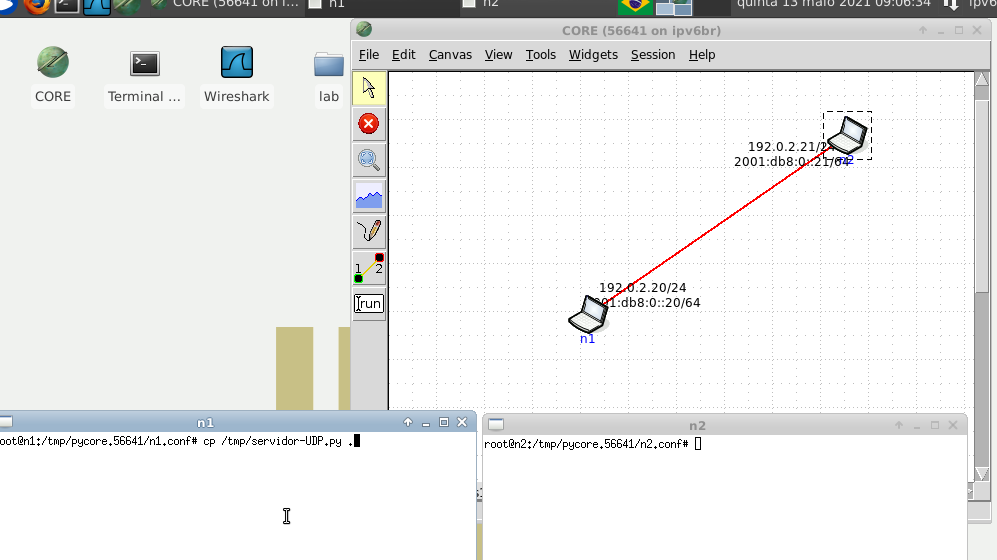 CORE (56641 on i...
n1
n2
quinta 13 maio 2021 09:06:34
ipv6
CORE
Terminal ...
Wireshark
lab
CORE (56641 on ipv6br)
File Edit Canvas View Tools Widgets Session Help
1
2
run
192.0.2.21/24
2001:db8:0::21/64
n2
192.0.2.20/24
001:db8:0::20/64
n1
n1
oot@n1:/tmp/pycore.56641/n1.conf# cp /tmp/servidor-UDP.py .
n2
root@n2:/tmp/pycore.56641/n2.conf#